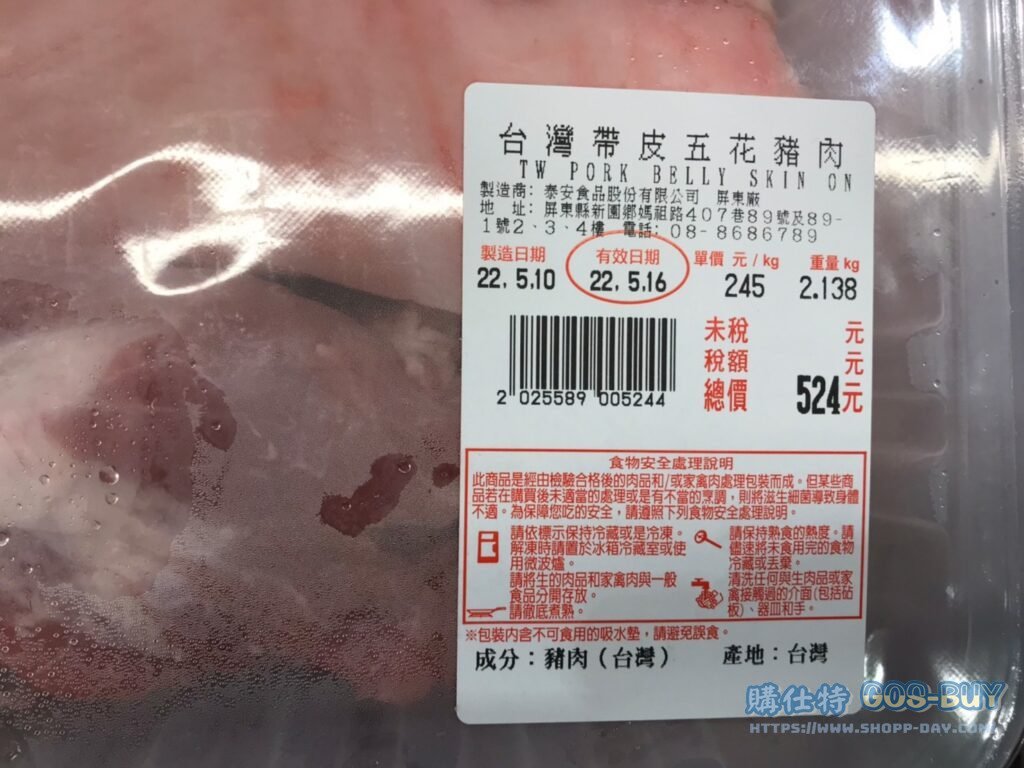 台灣帶皮五花豬肉
TW PORK BELLY SKIN ON
製造商: 泰安食品股份有限公司 屏東廠
地 址: 屏東縣新園鄉媽祖路407巷89號及89-
1號2、3、4樓 電話: 08-8686789
製造日期 有效日期 單價 元/kg 重量kg
22. 5.10 22. 5.16 245 2.138
未稅 元
稅額 元
總價 524元
2 025589 005244
食物安全處理說明
此商品是經由檢驗合格後的肉品和/或家禽肉處理包裝而成。但某些商
品若在購買後未適當的處理或是有不當的烹調，則將滋生細菌導致身體
不適。為保障您吃的安全，請遵照下列食物安全處理說明。
請依標示保持冷藏或是冷凍。
解凍時請置於冰箱冷藏室或使
用微波爐。
請將生的肉品和家禽肉與一般
食品分開存放。
請徹底煮熟。
請保持熟食的熱度。請
儘速將未食用完的食物
冷藏或丟棄。
清洗任何與生肉品或家
禽接觸過的介面(包括砧
板)、器皿和手。
※包裝內含不可食用的吸水墊，請避免誤食。
成分：豬肉（台灣） 產地：台灣
購仕特 GOS-BUY
HTTPS://WWW.SHOPP-DAY.COM